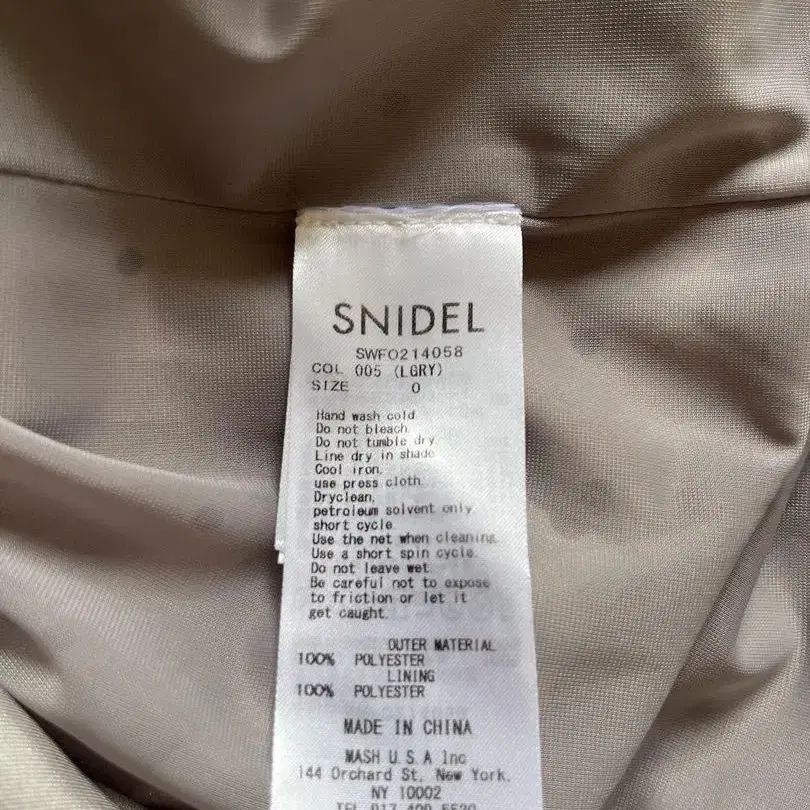 SNIDEL
SWFO214058
COL 005 (LGRY)
SIZE 0
Hand wash cold
Do not bleach.
Do not tumble dry
Line dry in shade
Cool iron.
use press cloth.
Dryclean,
petroleum solvent only.
short cycle.
Use the net when cleaning.
Use a short spin cycle.
Do not leave wet.
Be careful not to expose
to friction or let it
get caught.
OUTER MATERIAL
100% POLYESTER
LINING
100% POLYESTER
MADE IN CHINA
MASH U.S.A Inc
144 Orchard St, New York,
NY 10002
TEL